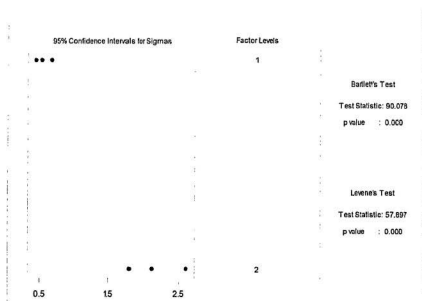 95% Confidence Intervals for Sigmas
Factor Levels
1
Bartlett's Test
Test Statistic: 90.078
p value : 0.000
Levene's Test
Test Statistic: 57.897
p value : 0.000
2
0.5 1.5 2.5